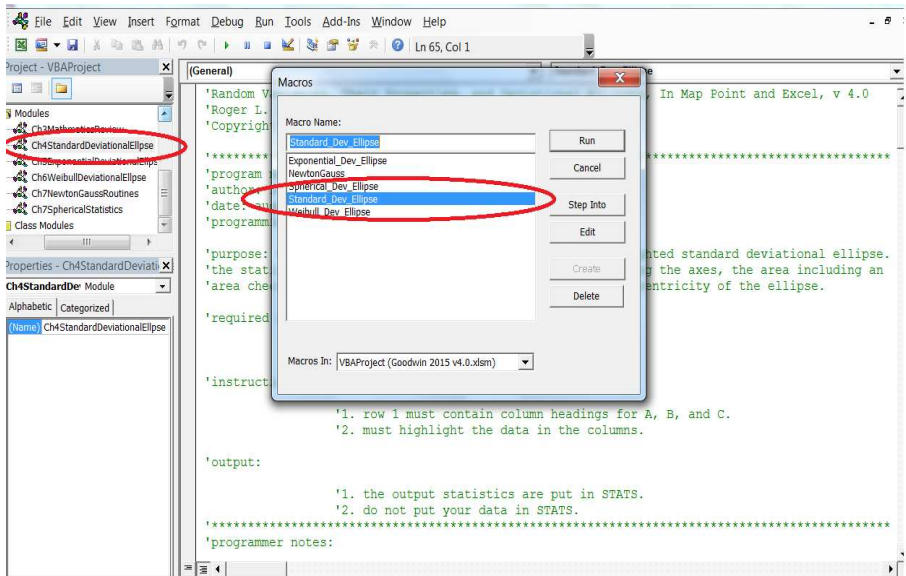 File Edit View Insert Format Debug Run Tools Add-Ins Window Help
Ln 65, Col 1
Project - VBAProject
Modules
Ch3MathmeticsReview
Ch4StandardDeviationalEllpse
Ch5ExponentialDeviationalEllps
Ch6WeibullDeviationalEllpse
Ch7NewtonGaussRoutines
Ch7SphericalStatistics
Class Modules
Properties - Ch4StandardDeviati
Ch4StandardDe Module
Alphabetic Categorized
(Name) Ch4StandardDeviationalEllpse
(General)
Macros
Macro Name:
Standard_Dev_Ellipse
Exponential_Dev_Ellipse
NewtonGauss
Spherical_Dev_Ellipse
Standard_Dev_Ellipse
Weibull_Dev_Ellipse
Run
Cancel
Step Into
Edit
Create
Delete
Macros In: VBAProject (Goodwin 2015 v4.0.xlsm)
'Random V , In Map Point and Excel, v 4.0
'Roger L.
'Copyrigh
'program
'author
'date:
'programm
'purpose: hted standard deviational ellipse.
'the stat g the axes, the area including an
'area che entricity of the ellipse.
'required
'instruct
'1. row 1 must contain column headings for A, B, and C.
'2. must highlight the data in the columns.
'output:
'1. the output statistics are put in STATS.
'2. do not put your data in STATS.
'*********************************************************************************************
'programmer notes: